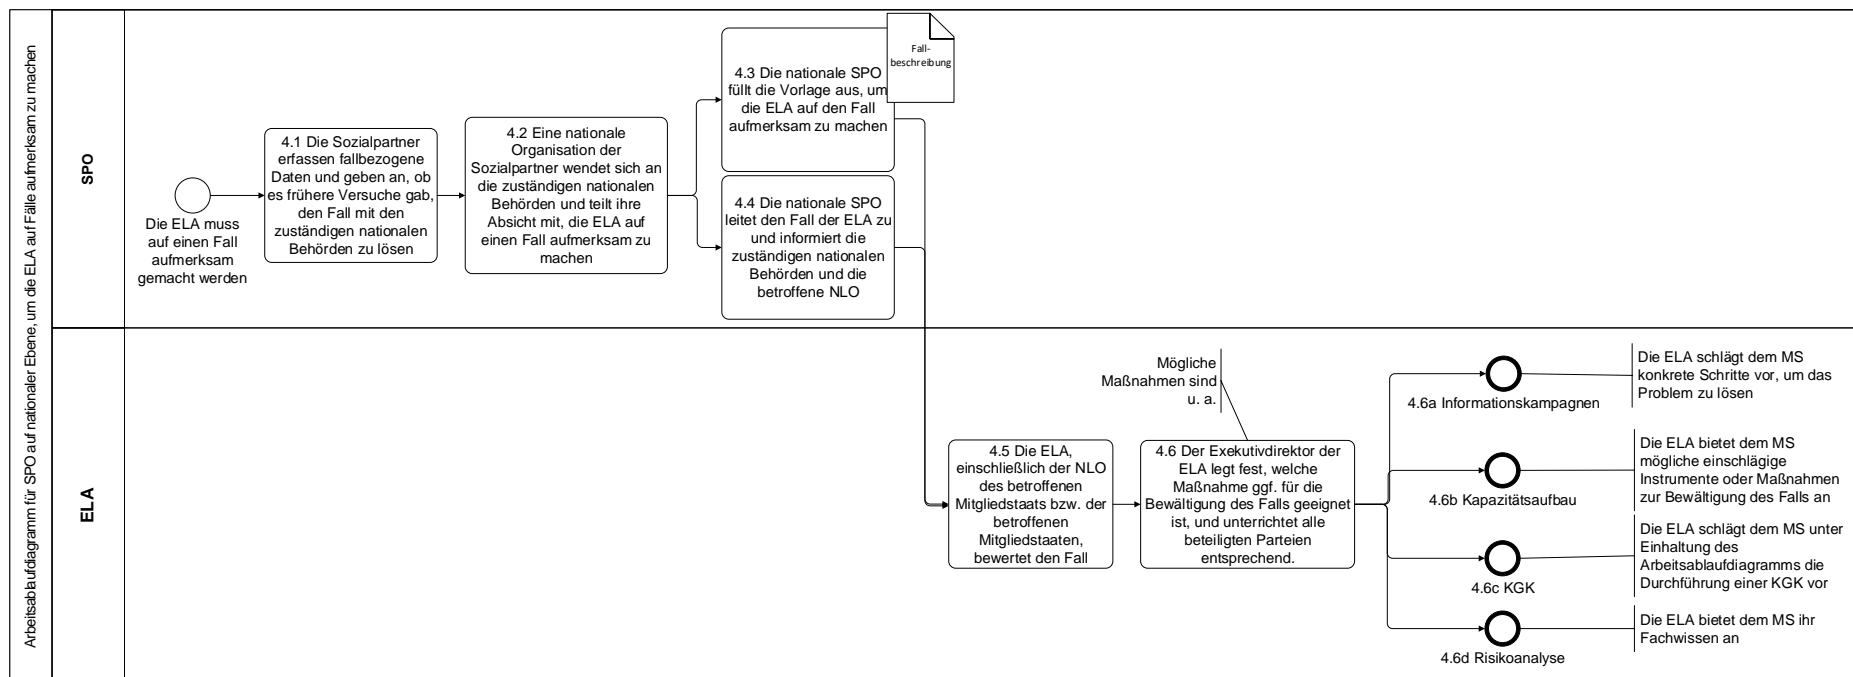 Arbeitsablaufdiagramm für SPO auf nationaler Ebene, um die ELA auf Fälle aufmerksam zu machen
SPO
Die ELA muss
auf einen Fall
aufmerksam
gemacht werden
4.1 Die Sozialpartner
erfassen fallbezogene
Daten und geben an, ob
es frühere Versuche gab,
den Fall mit den
zuständigen nationalen
Behörden zu lösen
4.2 Eine nationale
Organisation der
Sozialpartner wendet sich an
die zuständigen nationalen
Behörden und teilt ihre
Absicht mit, die ELA auf
einen Fall aufmerksam zu
machen
4.3 Die nationale SPO
füllt die Vorlage aus, um
die ELA auf den Fall
aufmerksam zu machen
Fall-
beschreibung
4.4 Die nationale SPO
leitet den Fall der ELA zu
und informiert die
zuständigen nationalen
Behörden und die
betroffene NLO
ELA
4.5 Die ELA,
einschließlich der NLO
des betroffenen
Mitgliedstaats bzw. der
betroffenen
Mitgliedstaaten,
bewertet den Fall
Mögliche
Maßnahmen sind
u. a.
4.6 Der Exekutivdirektor der
ELA legt fest, welche
Maßnahme ggf. für die
Bewältigung des Falls geeignet
ist, und unterrichtet alle
beteiligten Parteien
entsprechend.
4.6a Informationskampagnen
Die ELA schlägt dem MS
konkrete Schritte vor, um das
Problem zu lösen
4.6b Kapazitätsaufbau
Die ELA bietet dem MS
mögliche einschlägige
Instrumente oder Maßnahmen
zur Bewältigung des Falls an
4.6c KGK
Die ELA schlägt dem MS unter
Einhaltung des
Arbeitsablaufdiagramms die
Durchführung einer KGK vor
4.6d Risikoanalyse
Die ELA bietet dem MS ihr
Fachwissen an